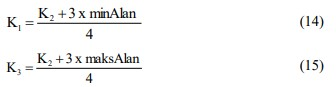 K₁ = (K₂ + 3 x minAlan) / 4 (14)
K₃ = (K₂ + 3 x maksAlan) / 4 (15)